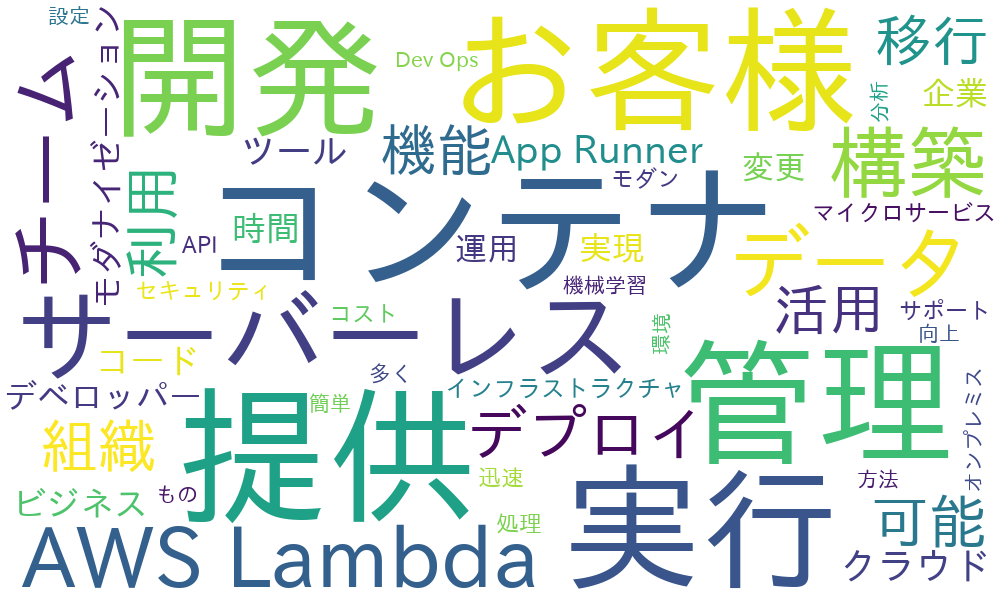 設定
モダナイゼーション
チーム
開発
Dev Ops
お客様
移行
企業
分析
ツール
機能
App Runner
変更
構築
モダン
マイクロサービス
利用
API
時間
コンテナ
運用
実現
データ
セキュリティ
機械学習
活用
サポート
向上
サーバーレス
コスト
環境
コード
多く
管理
デベロッパー
簡単
インフラストラクチャ
オンプレミス
組織
提供
デプロイ
迅速
方法
ビジネス
もの
処理
実行
可能
AWS Lambda
クラウド